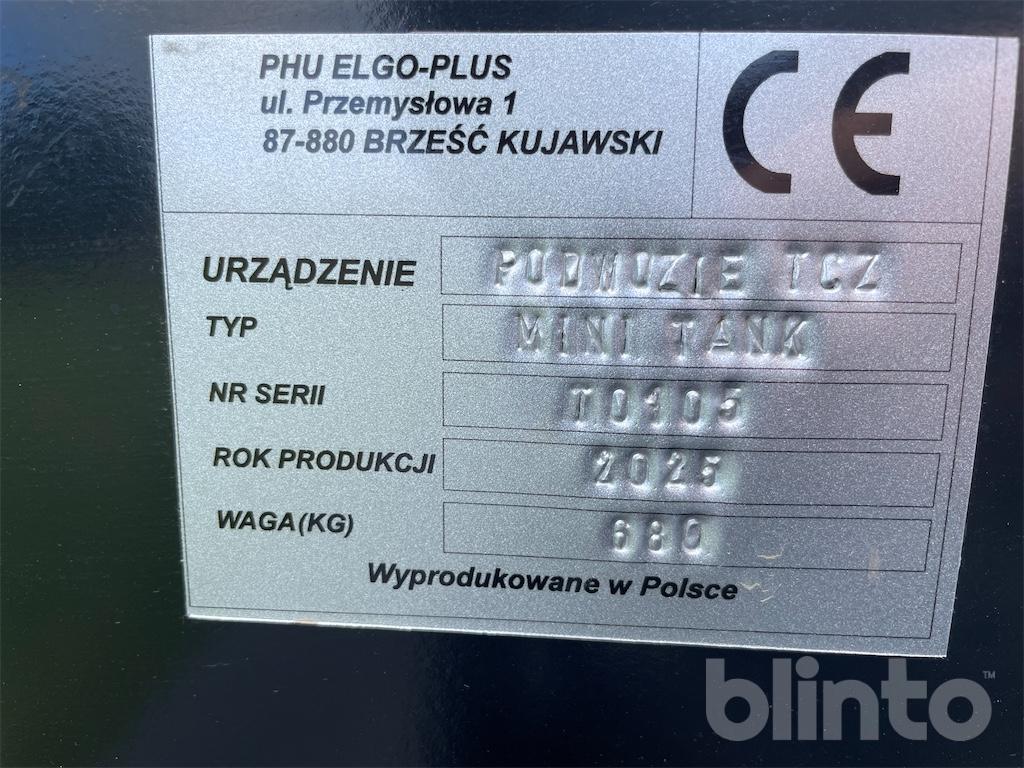 PHU ELGO-PLUS
ul. Przemysłowa 1
87-880 BRZEŚĆ KUJAWSKI
CE
URZĄDZENIE PODWOZIE TCZ
TYP MINI TANK
NR SERII T0105
ROK PRODUKCJI 2025
WAGA(KG) 680
Wyprodukowane w Polsce
blinto™